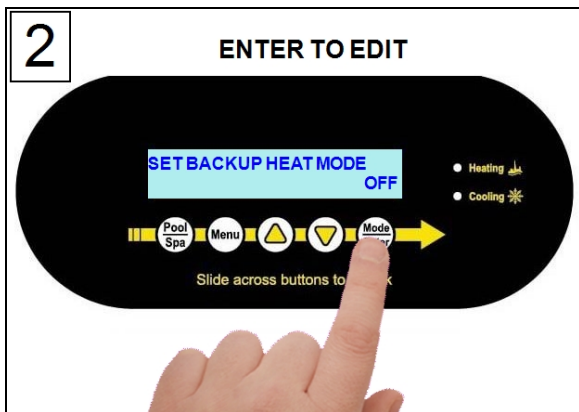 2
ENTER TO EDIT
SET BACKUP HEAT MODE
OFF
Heating
Cooling
Pool
Spa
Menu
Mode
Slide across buttons to